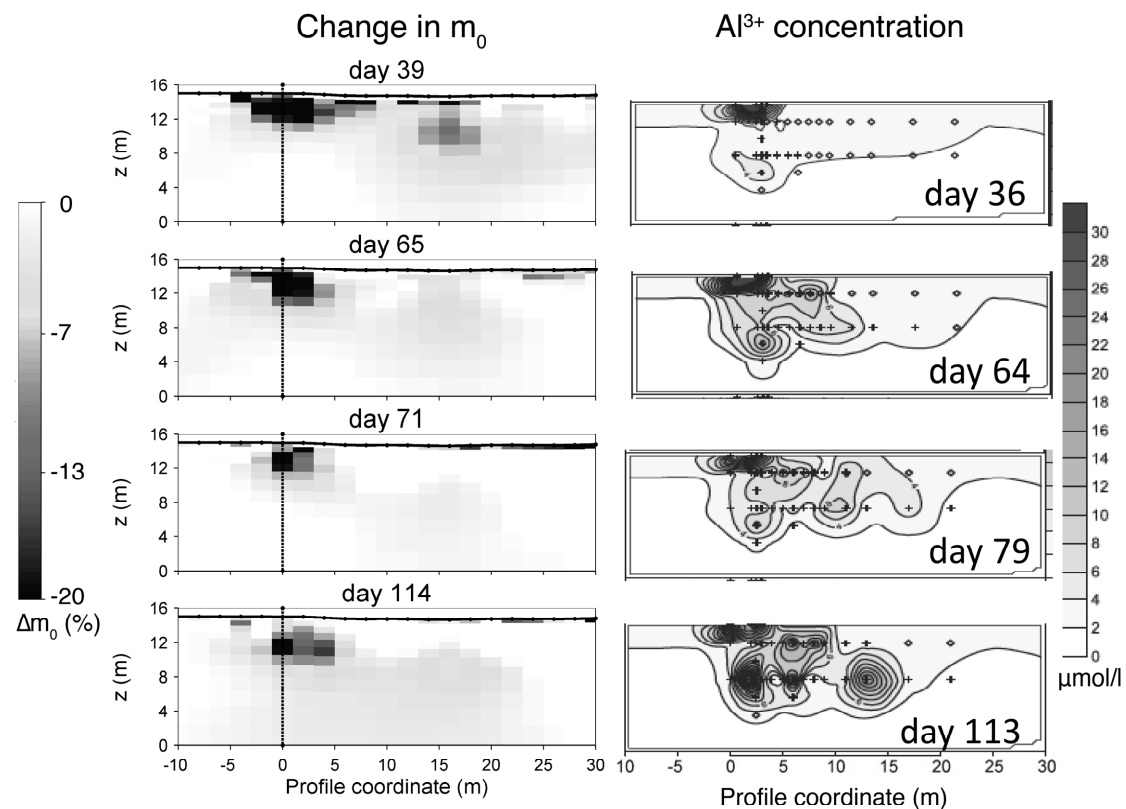 Change in m₀
Al³⁺ concentration
day 39
16
12
8
4
0
z (m)
day 36
day 65
16
12
8
4
0
z (m)
day 64
day 71
16
12
8
4
0
z (m)
day 79
day 114
16
12
8
4
0
z (m)
-10 -5 0 5 10 15 20 25 30
Profile coordinate (m)
day 113
10 -5 0 5 10 15 20 25 30
Profile coordinate (m)
0
-7
-13
-20
Δm₀ (%)
30
28
26
24
22
20
18
16
14
12
10
8
6
4
2
0
μmol/l